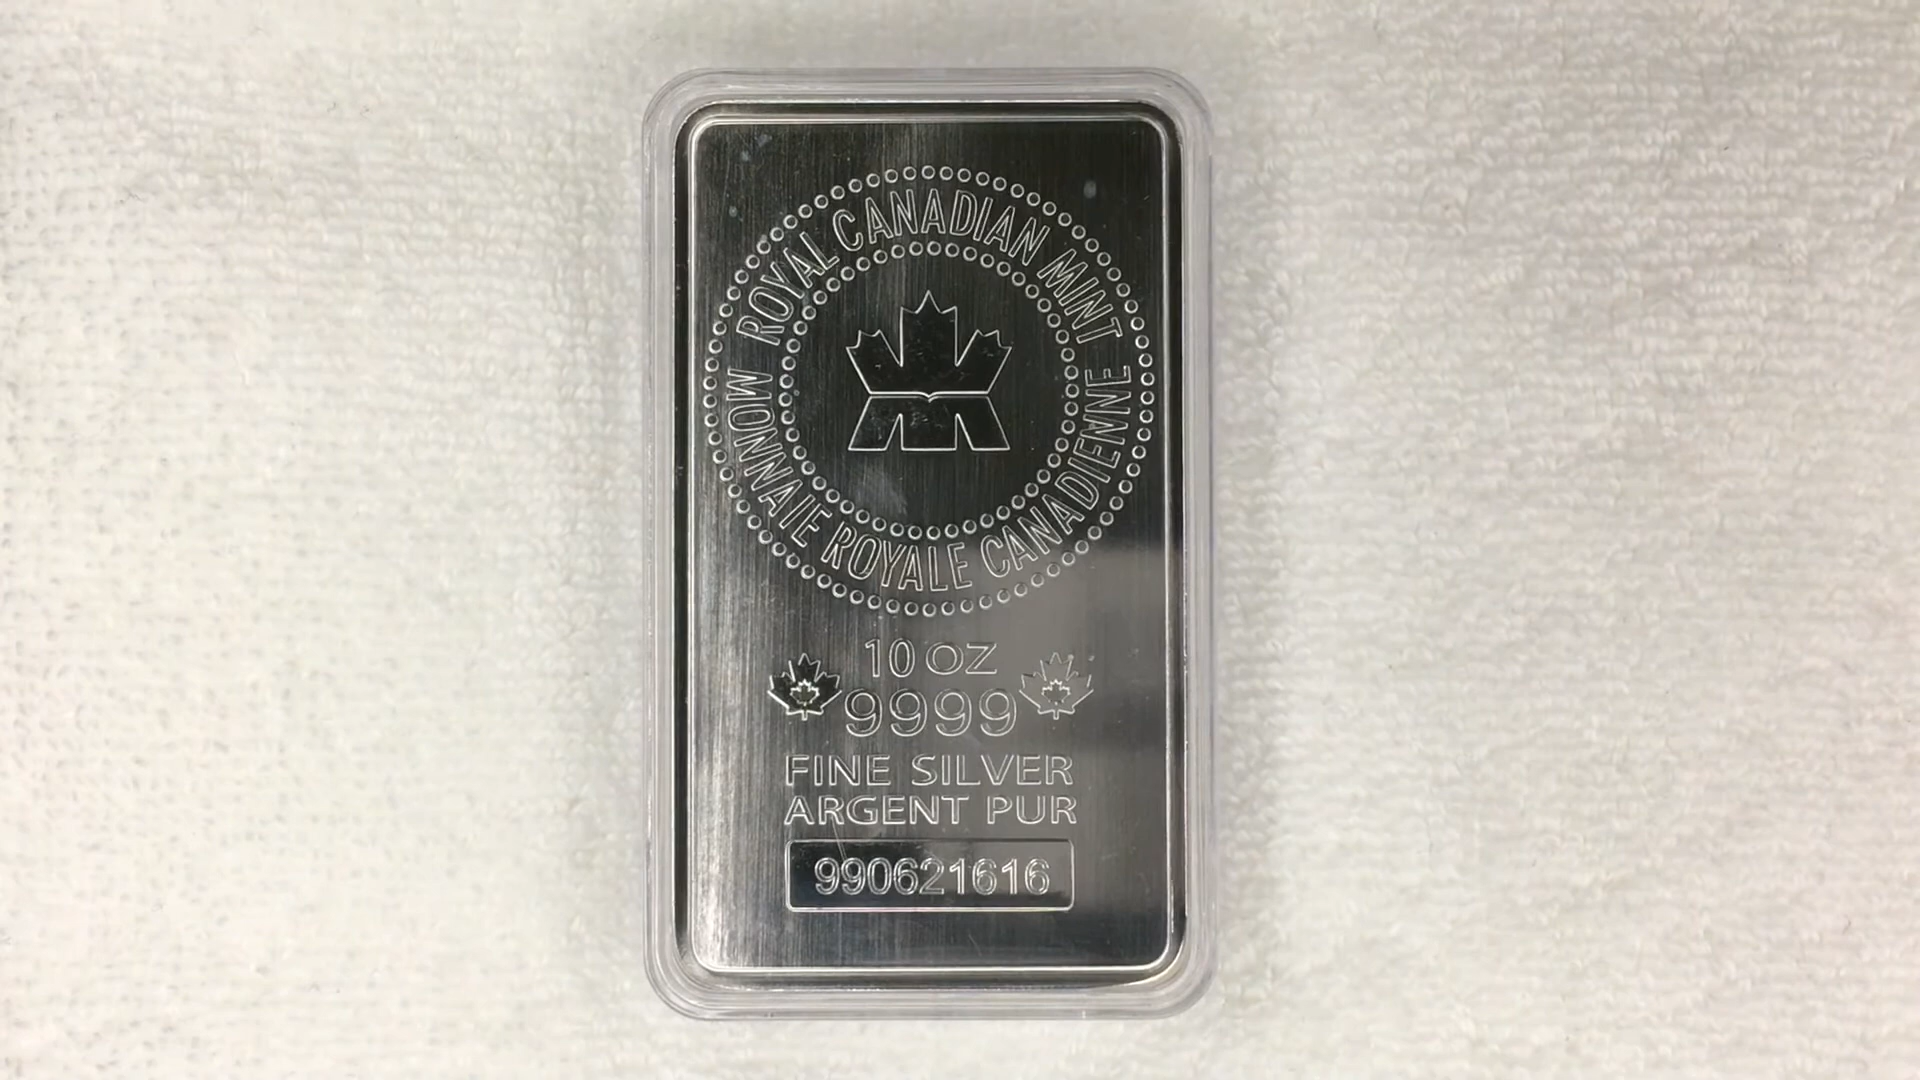 ROYAL CANADIAN MINT
MONNAIE ROYALE CANADIENNE
10 OZ
9999
FINE SILVER
ARGENT PUR
990621616